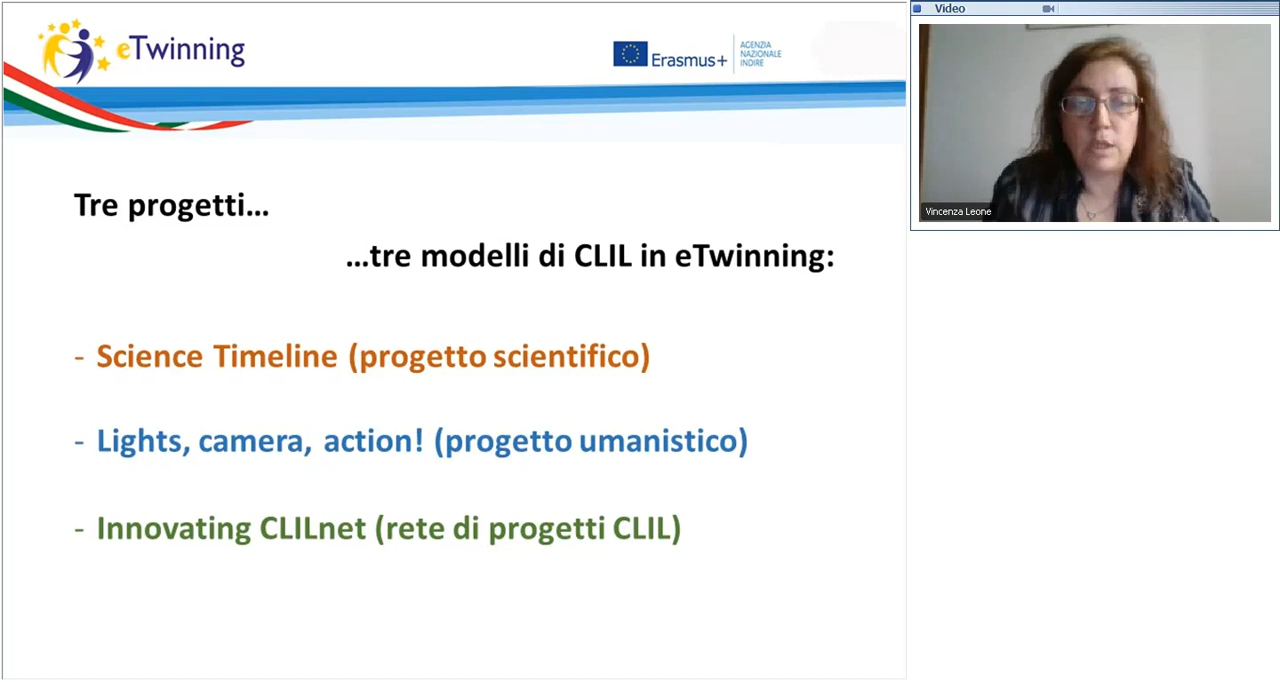 eTwinning
Erasmus+
AGENZIA
NAZIONALE
INDIRE
Video
Vincenza Leone
Tre progetti...
...tre modelli di CLIL in eTwinning:
- Science Timeline (progetto scientifico)
- Lights, camera, action! (progetto umanistico)
- Innovating CLILnet (rete di progetti CLIL)